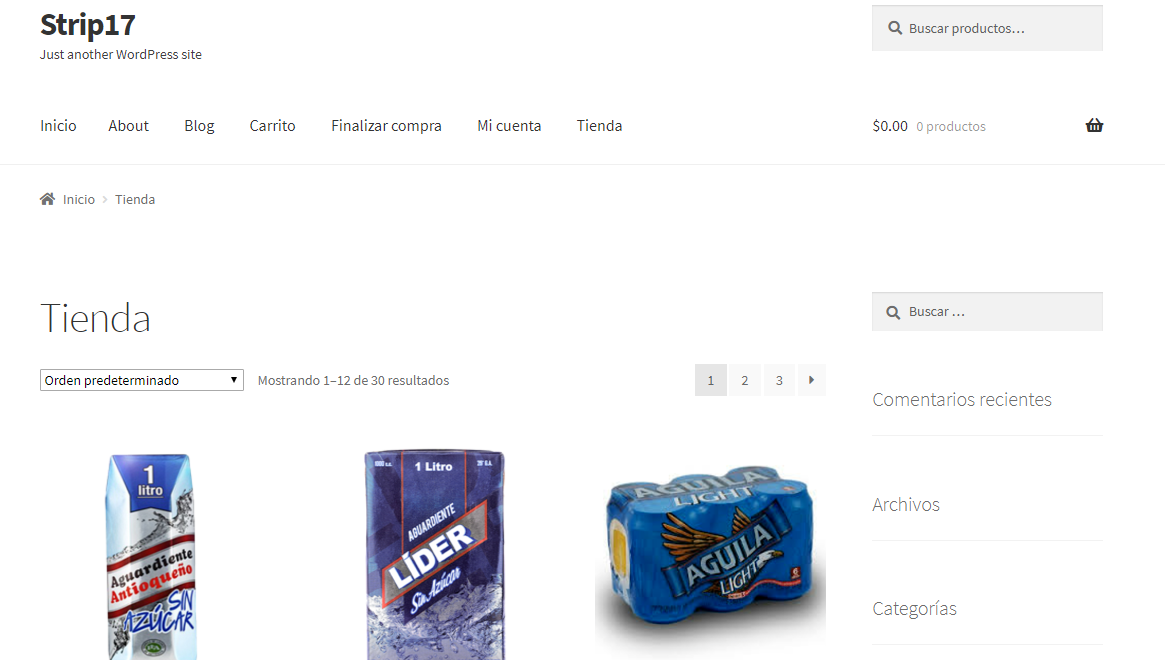 Strip17
Just another WordPress site
Buscar productos…
Inicio About Blog Carrito Finalizar compra Mi cuenta Tienda
$0.00 0 productos
Inicio › Tienda
Tienda
Buscar …
Orden predeterminado
Mostrando 1–12 de 30 resultados
1 2 3
Comentarios recientes
Archivos
Categorías
1
litro
Aguardiente
Antioqueño
SIN
AZÚCAR
1 Litro
AGUARDIENTE
LÍDER
Sin Azúcar
AGUILA
LIGHT
AGUILA
LIGHT